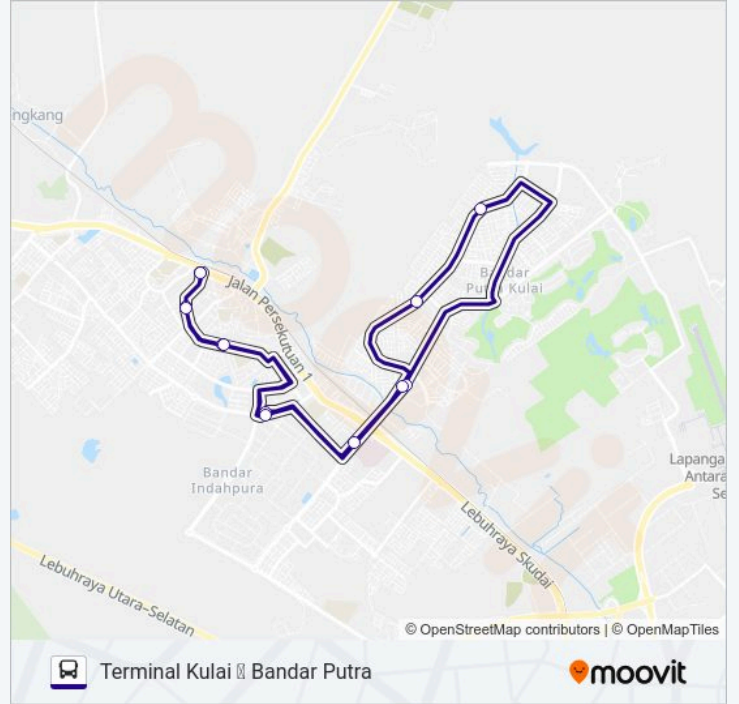 ngkang
Jalan Persekutuan 1
Bandar
Putra Kulai
Bandar
Indahpura
Lapanga
Antara
Se
Lebuhraya Skudai
Lebuhraya Utara-Selatan
© OpenStreetMap contributors | © OpenMapTiles
Terminal Kulai Bandar Putra
moovit